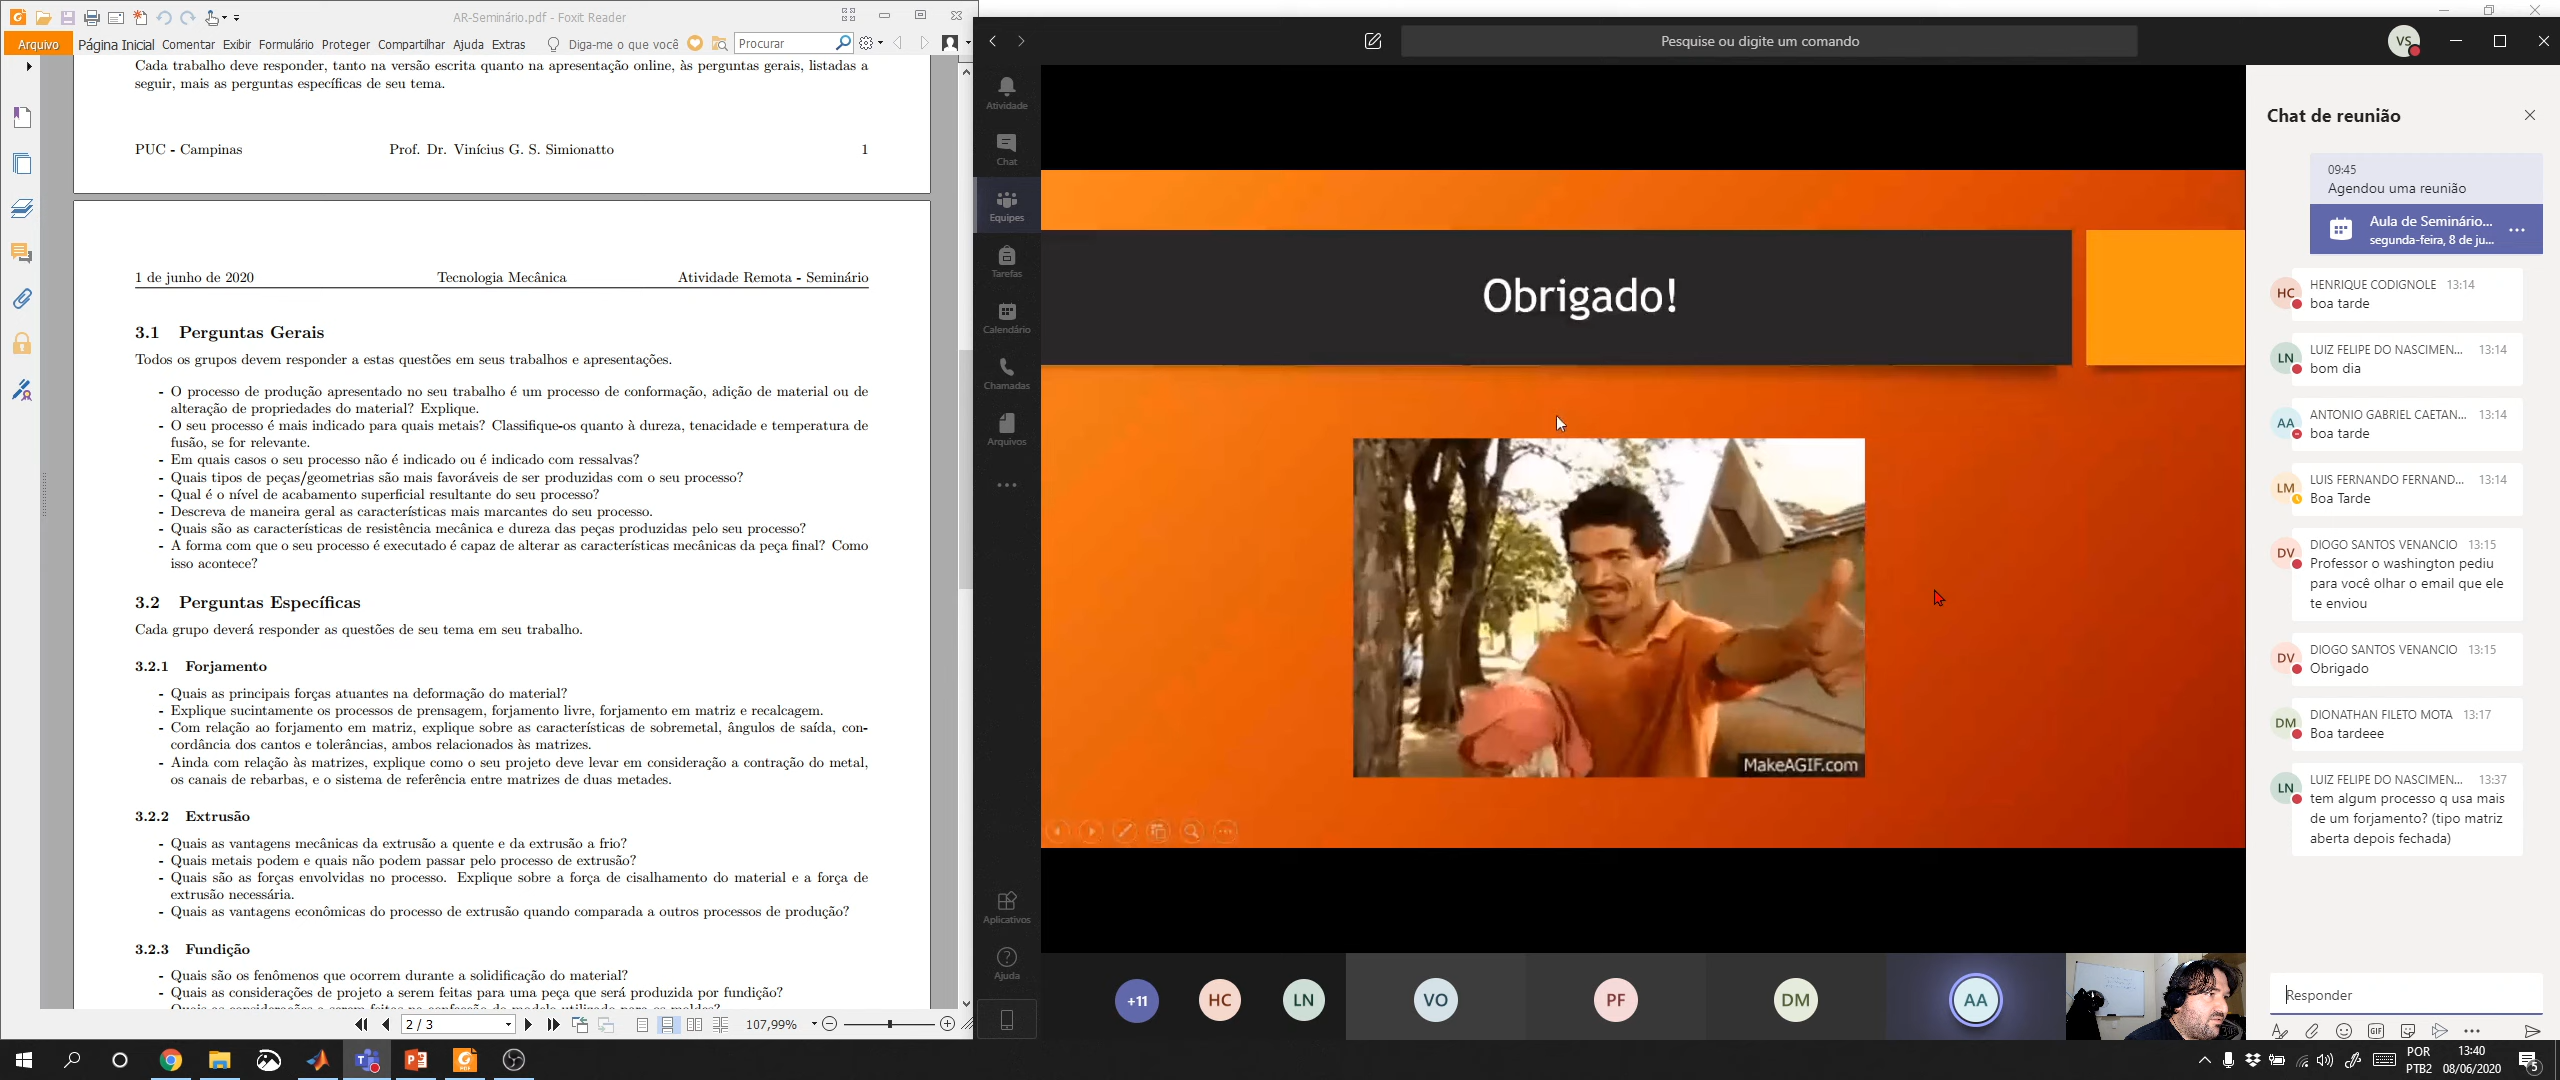 AR-Seminário.pdf - Foxit Reader
Arquivo Página Inicial Comentar Exibir Formulário Proteger Compartilhar Ajuda Extras Diga-me o que você Procurar
Cada trabalho deve responder, tanto na versão escrita quanto na apresentação online, às perguntas gerais, listadas a
seguir, mais as perguntas específicas de seu tema.
PUC - Campinas Prof. Dr. Vinícius G. S. Simionatto 1
1 de junho de 2020 Tecnologia Mecânica Atividade Remota - Seminário
3.1 Perguntas Gerais
Todos os grupos devem responder a estas questões em seus trabalhos e apresentações.
- O processo de produção apresentado no seu trabalho é um processo de conformação, adição de material ou de
alteração de propriedades do material? Explique.
- O seu processo é mais indicado para quais metais? Classifique-os quanto à dureza, tenacidade e temperatura de
fusão, se for relevante.
- Em quais casos o seu processo não é indicado ou é indicado com ressalvas?
- Quais tipos de peças/geometrias são mais favoráveis de ser produzidas com o seu processo?
- Qual é o nível de acabamento superficial resultante do seu processo?
- Descreva de maneira geral as características mais marcantes do seu processo.
- Quais são as características de resistência mecânica e dureza das peças produzidas pelo seu processo?
- A forma com que o seu processo é executado é capaz de alterar as características mecânicas da peça final? Como
isso acontece?
3.2 Perguntas Específicas
Cada grupo deverá responder as questões de seu tema em seu trabalho.
3.2.1 Forjamento
- Quais as principais forças atuantes na deformação do material?
- Explique sucintamente os processos de prensagem, forjamento livre, forjamento em matriz e recalcagem.
- Com relação ao forjamento em matriz, explique sobre as características de sobremetal, ângulos de saída, con-
cordância dos cantos e tolerâncias, ambos relacionados às matrizes.
- Ainda com relação às matrizes, explique como o seu projeto deve levar em consideração a contração do metal,
os canais de rebarbas, e o sistema de referência entre matrizes de duas metades.
3.2.2 Extrusão
- Quais as vantagens mecânicas da extrusão a quente e da extrusão a frio?
- Quais metais podem e quais não podem passar pelo processo de extrusão?
- Quais são as forças envolvidas no processo. Explique sobre a força de cisalhamento do material e a força de
extrusão necessária.
- Quais as vantagens econômicas do processo de extrusão quando comparada a outros processos de produção?
3.2.3 Fundição
- Quais são os fenômenos que ocorrem durante a solidificação do material?
- Quais as considerações de projeto a serem feitas para uma peça que será produzida por fundição?
2 / 3
107,99%
Pesquise ou digite um comando
VS
Atividade
Chat
Equipes
Tarefas
Calendário
Chamadas
Arquivos
Aplicativos
Ajuda
Obrigado!
MakeAGIF.com
+11 HC LN VO PF DM AA
Chat de reunião
09:45
Agendou uma reunião
Aula de Seminário...
segunda-feira, 8 de ju...
HC HENRIQUE CODIGNOLE 13:14
boa tarde
LN LUIZ FELIPE DO NASCIMEN... 13:14
bom dia
AA ANTONIO GABRIEL CAETAN... 13:14
boa tarde
LM LUIS FERNANDO FERNAND... 13:14
Boa Tarde
DV DIOGO SANTOS VENANCIO 13:15
Professor o washington pediu
para você olhar o email que ele
te enviou
DV DIOGO SANTOS VENANCIO 13:15
Obrigado
DM DIONATHAN FILETO MOTA 13:17
Boa tardeee
LN LUIZ FELIPE DO NASCIMEN... 13:37
tem algum processo q usa mais
de um forjamento? (tipo matriz
aberta depois fechada)
Responder
GIF
POR
PTB2
13:40
08/06/2020
5